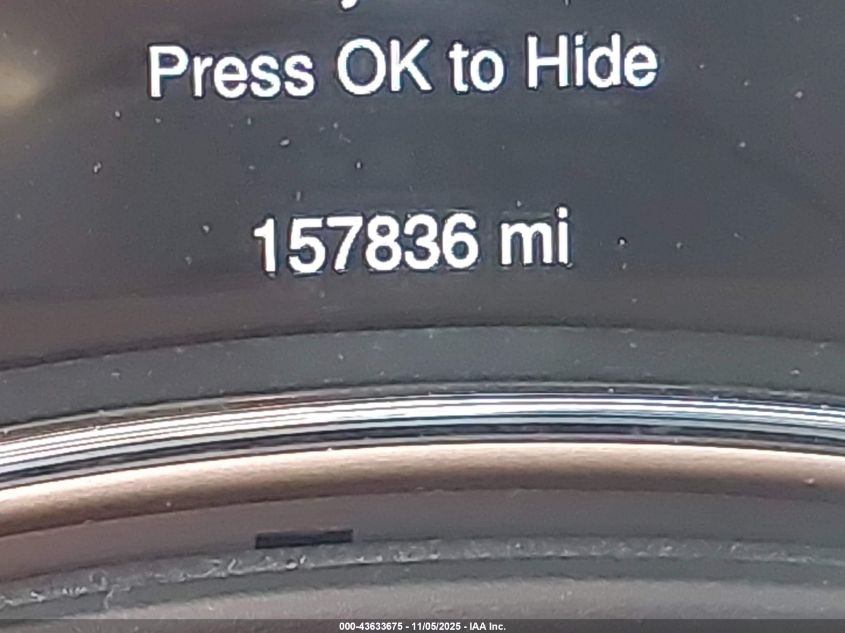 Press OK to Hide
157836 mi
000-43633675 - 11/05/2025 - IAA Inc.